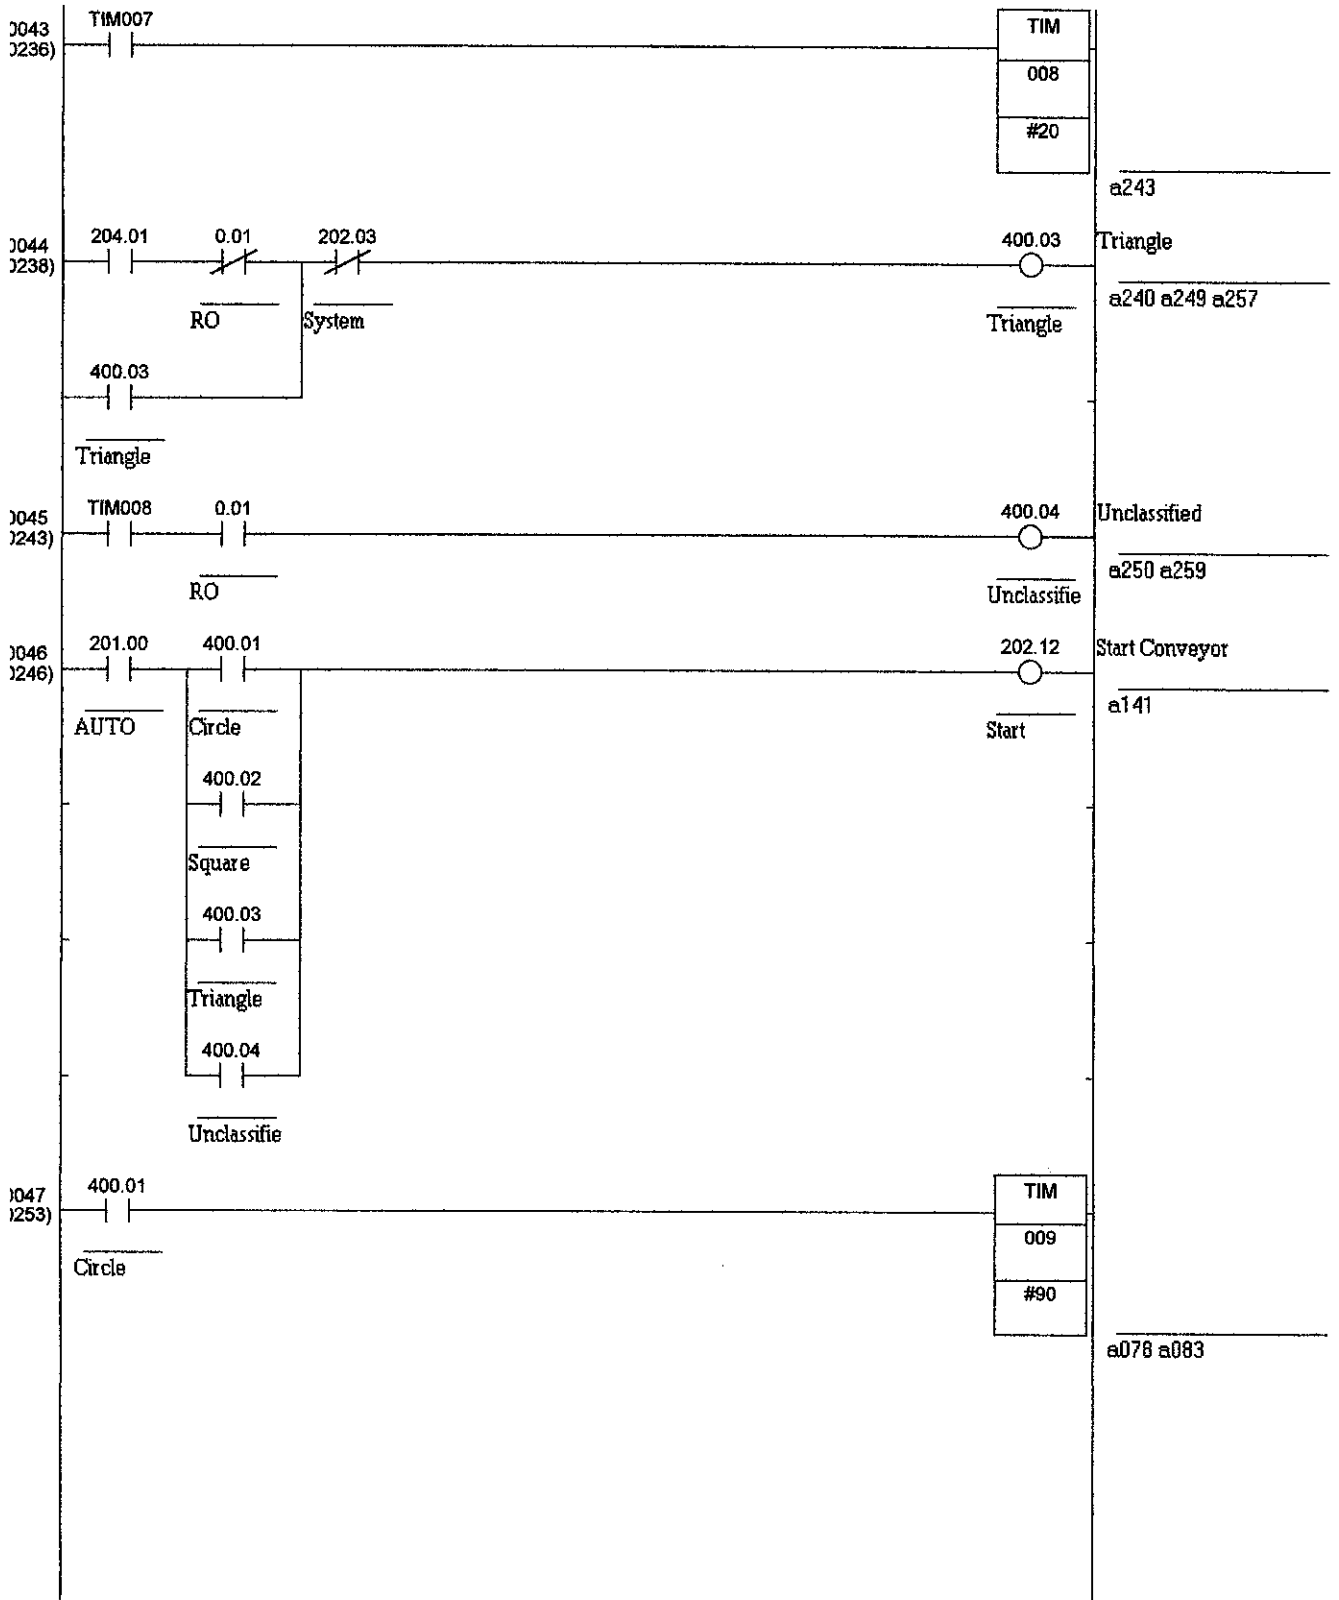 TIM007
0043
0236)
TIM
008
#20
a243
204.01 0.01 202.03 400.03 Triangle
0044
0238)
RO System Triangle
a240 a249 a257
400.03
Triangle
TIM008 0.01 400.04 Unclassified
0045
0243)
RO Unclassifie
a250 a259
201.00 400.01 202.12 Start Conveyor
0046
0246)
AUTO Circle Start
a141
400.02
Square
400.03
Triangle
400.04
Unclassifie
400.01
0047
0253)
Circle
TIM
009
#90
a078 a083